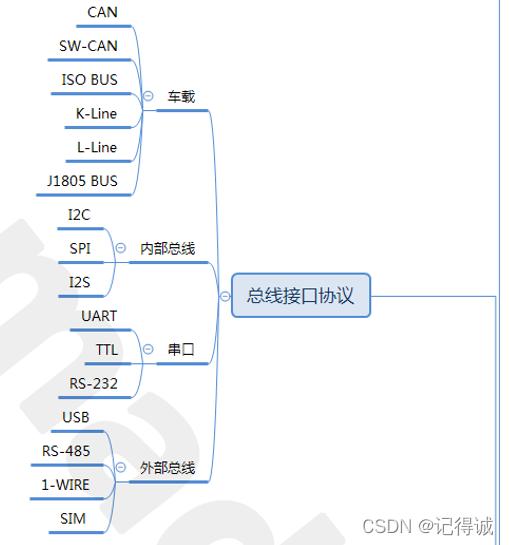 CAN
SW-CAN
ISO BUS
K-Line
L-Line
J1805 BUS
车载
I2C
SPI
I2S
内部总线
总线接口协议
UART
TTL
RS-232
串口
USB
RS-485
1-WIRE
SIM
外部总线
CSDN @记得诚